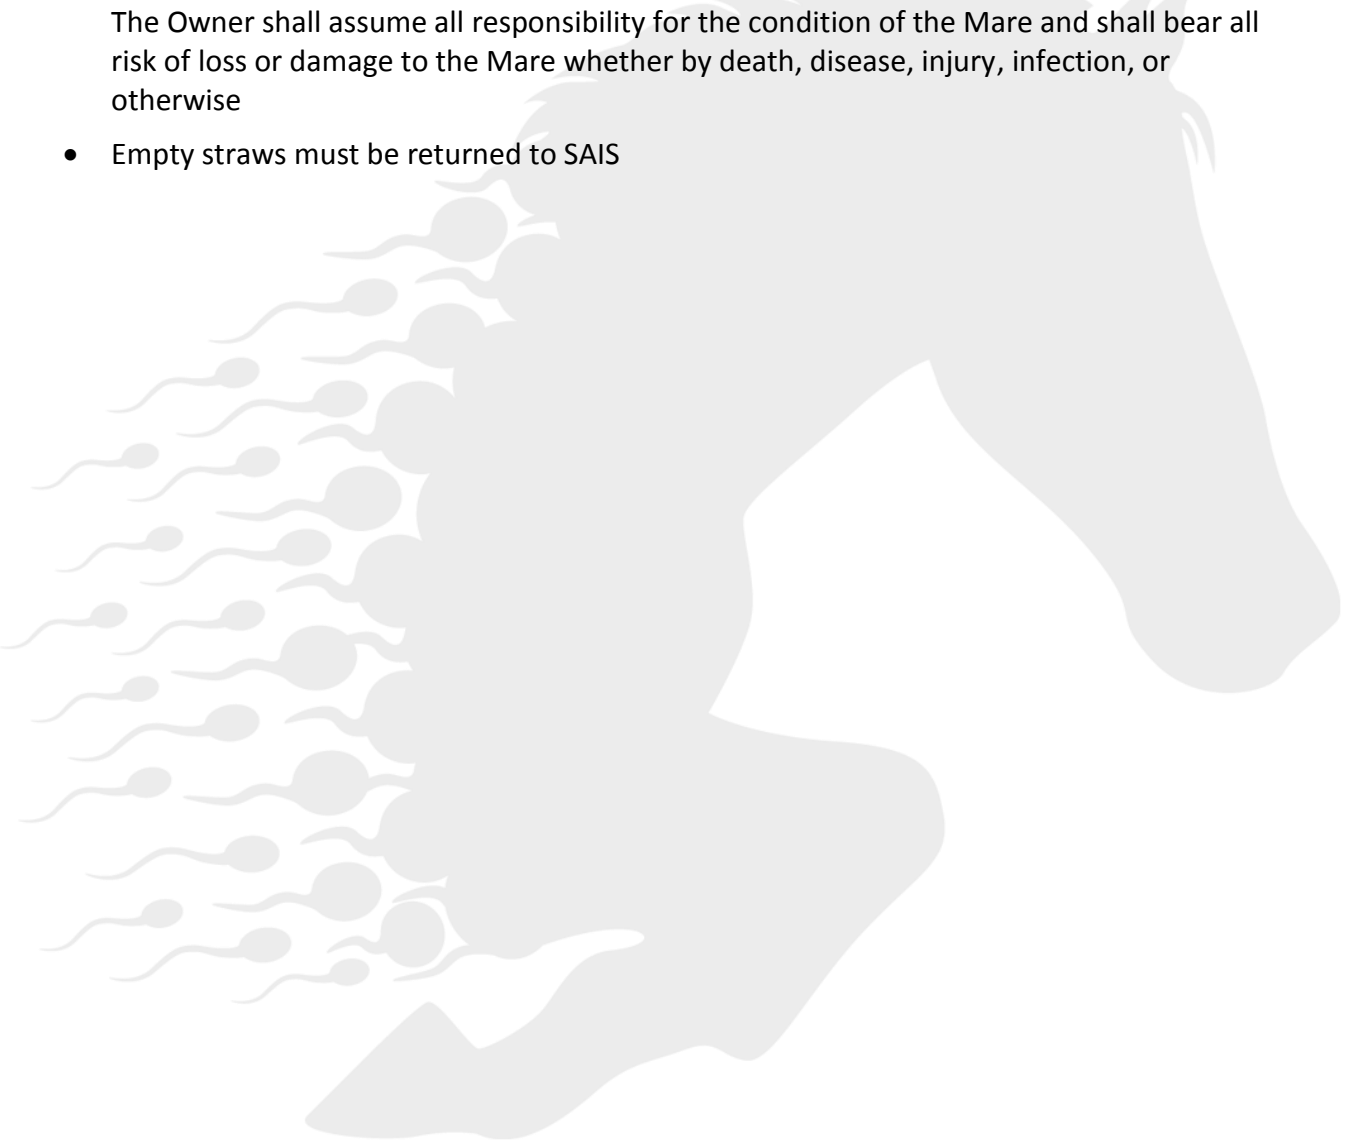 The Owner shall assume all responsibility for the condition of the Mare and shall bear all
risk of loss or damage to the Mare whether by death, disease, injury, infection, or
otherwise
• Empty straws must be returned to SAIS